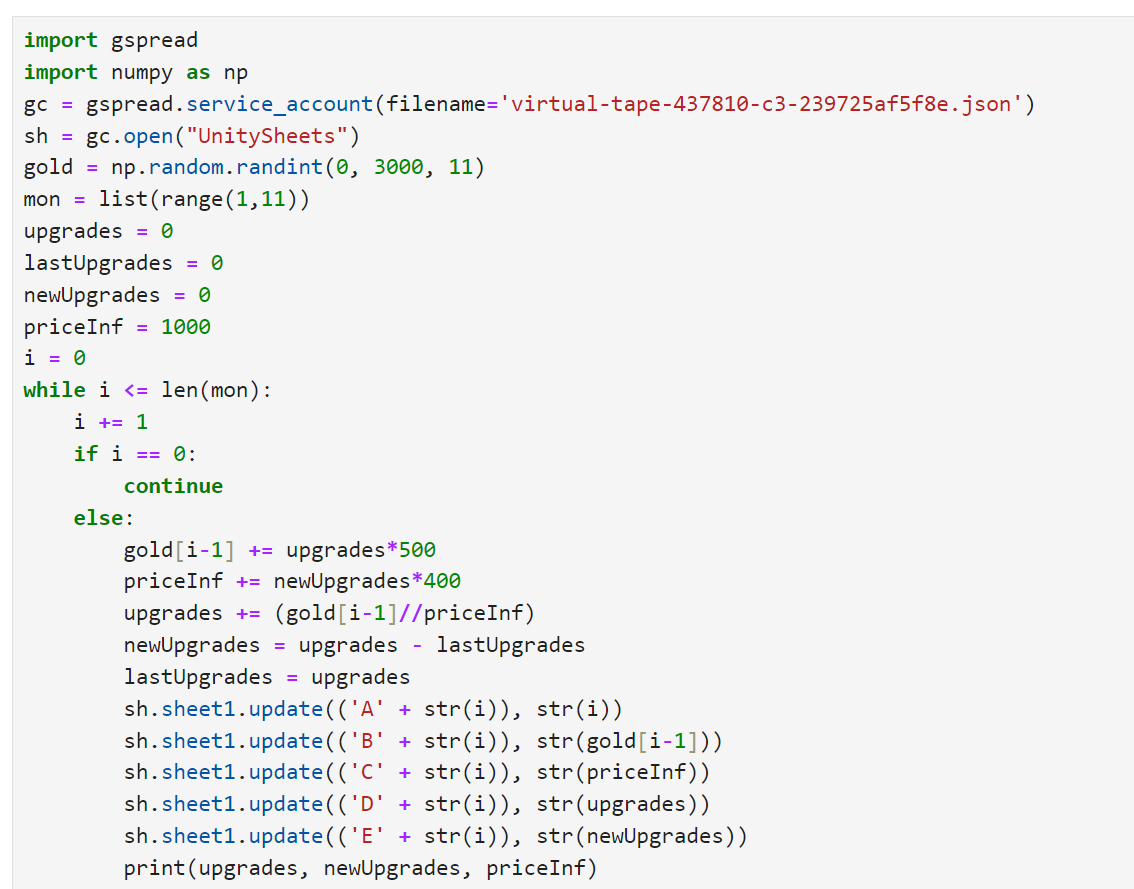 import gspread
import numpy as np
gc = gspread.service_account(filename='virtual-tape-437810-c3-239725af5f8e.json')
sh = gc.open("UnitySheets")
gold = np.random.randint(0, 3000, 11)
mon = list(range(1,11))
upgrades = 0
lastUpgrades = 0
newUpgrades = 0
priceInf = 1000
i = 0
while i <= len(mon):
    i += 1
    if i == 0:
        continue
    else:
        gold[i-1] += upgrades*500
        priceInf += newUpgrades*400
        upgrades += (gold[i-1]//priceInf)
        newUpgrades = upgrades - lastUpgrades
        lastUpgrades = upgrades
        sh.sheet1.update(('A' + str(i)), str(i))
        sh.sheet1.update(('B' + str(i)), str(gold[i-1]))
        sh.sheet1.update(('C' + str(i)), str(priceInf))
        sh.sheet1.update(('D' + str(i)), str(upgrades))
        sh.sheet1.update(('E' + str(i)), str(newUpgrades))
        print(upgrades, newUpgrades, priceInf)